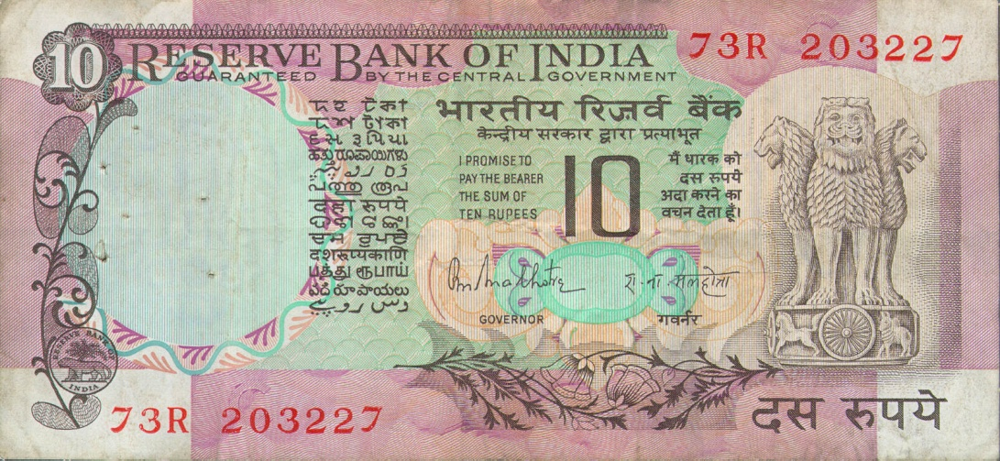 10
RESERVE BANK OF INDIA
GUARANTEED BY THE CENTRAL GOVERNMENT
73R 203227
भारतीय रिज़र्व बैंक
केन्द्रीय सरकार द्वारा प्रत्याभूत
দহ টকা
দশ টাকা
દસ રૂપિયા
ಹತ್ತು ರೂಪಾಯಿಗಳು
പത്തു രൂപ
दहा रुपये
ଦଶ ଟଙ୍କା
ਦਸ ਰੁਪਏ
दशरूप्यकाणि
பத்து ரூபாய்
పది రూపాయలు
دس روپے
I PROMISE TO
PAY THE BEARER
THE SUM OF
TEN RUPEES
10
मैं धारक को
दस रुपये
अदा करने का
वचन देता हूं।
रा. ना. मलहोत्रा
GOVERNOR
गवर्नर
RESERVE BANK OF
INDIA
73R 203227
दस रुपये